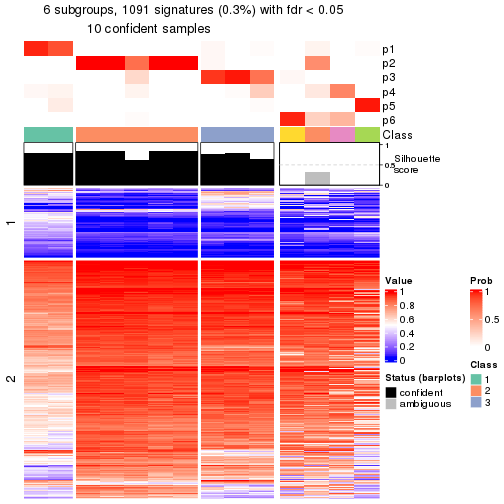 6 subgroups, 1091 signatures (0.3%) with fdr < 0.05
10 confident samples
p1
p2
p3
p4
p5
p6
Class
1
0.5
0
Silhouette
score
1
2
Value
1
0.8
0.6
0.4
0.2
0
Prob
1
0.5
0
Status (barplots)
confident
ambiguous
Class
1
2
3